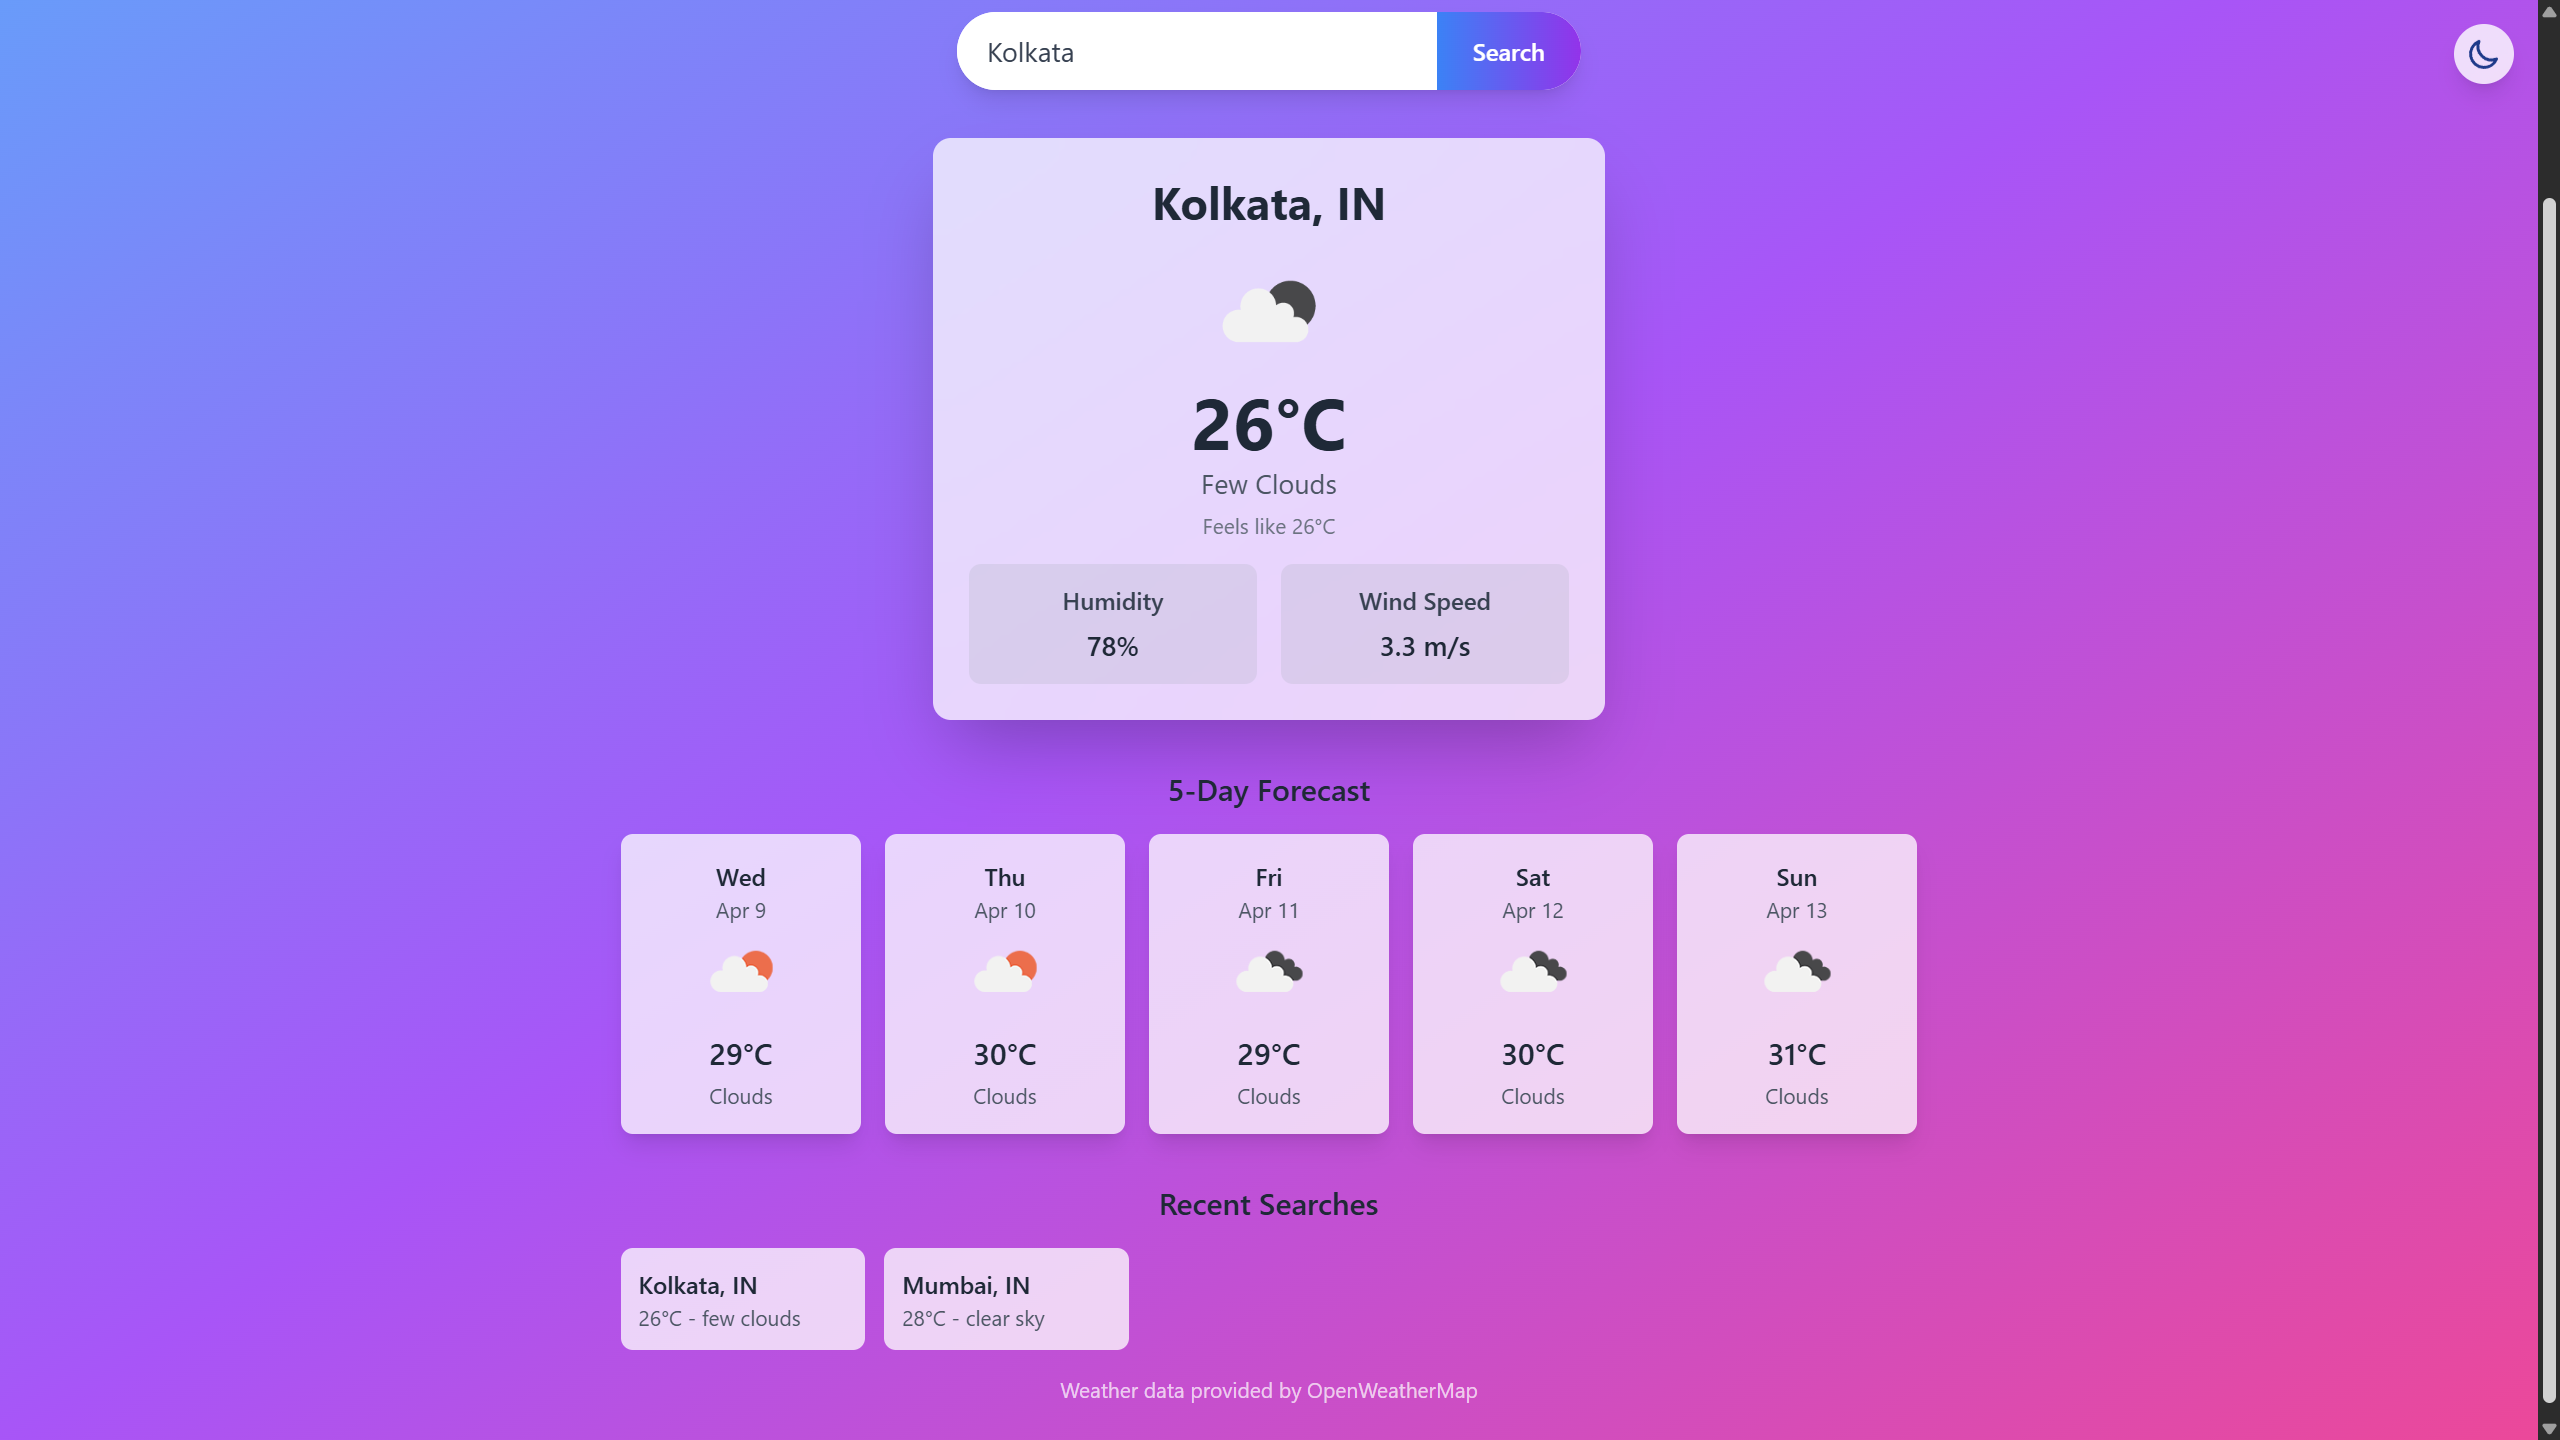 Kolkata
Search
Kolkata, IN
26°C
Few Clouds
Feels like 26°C
Humidity
78%
Wind Speed
3.3 m/s
5-Day Forecast
Wed
Apr 9
29°C
Clouds
Thu
Apr 10
30°C
Clouds
Fri
Apr 11
29°C
Clouds
Sat
Apr 12
30°C
Clouds
Sun
Apr 13
31°C
Clouds
Recent Searches
Kolkata, IN
26°C - few clouds
Mumbai, IN
28°C - clear sky
Weather data provided by OpenWeatherMap